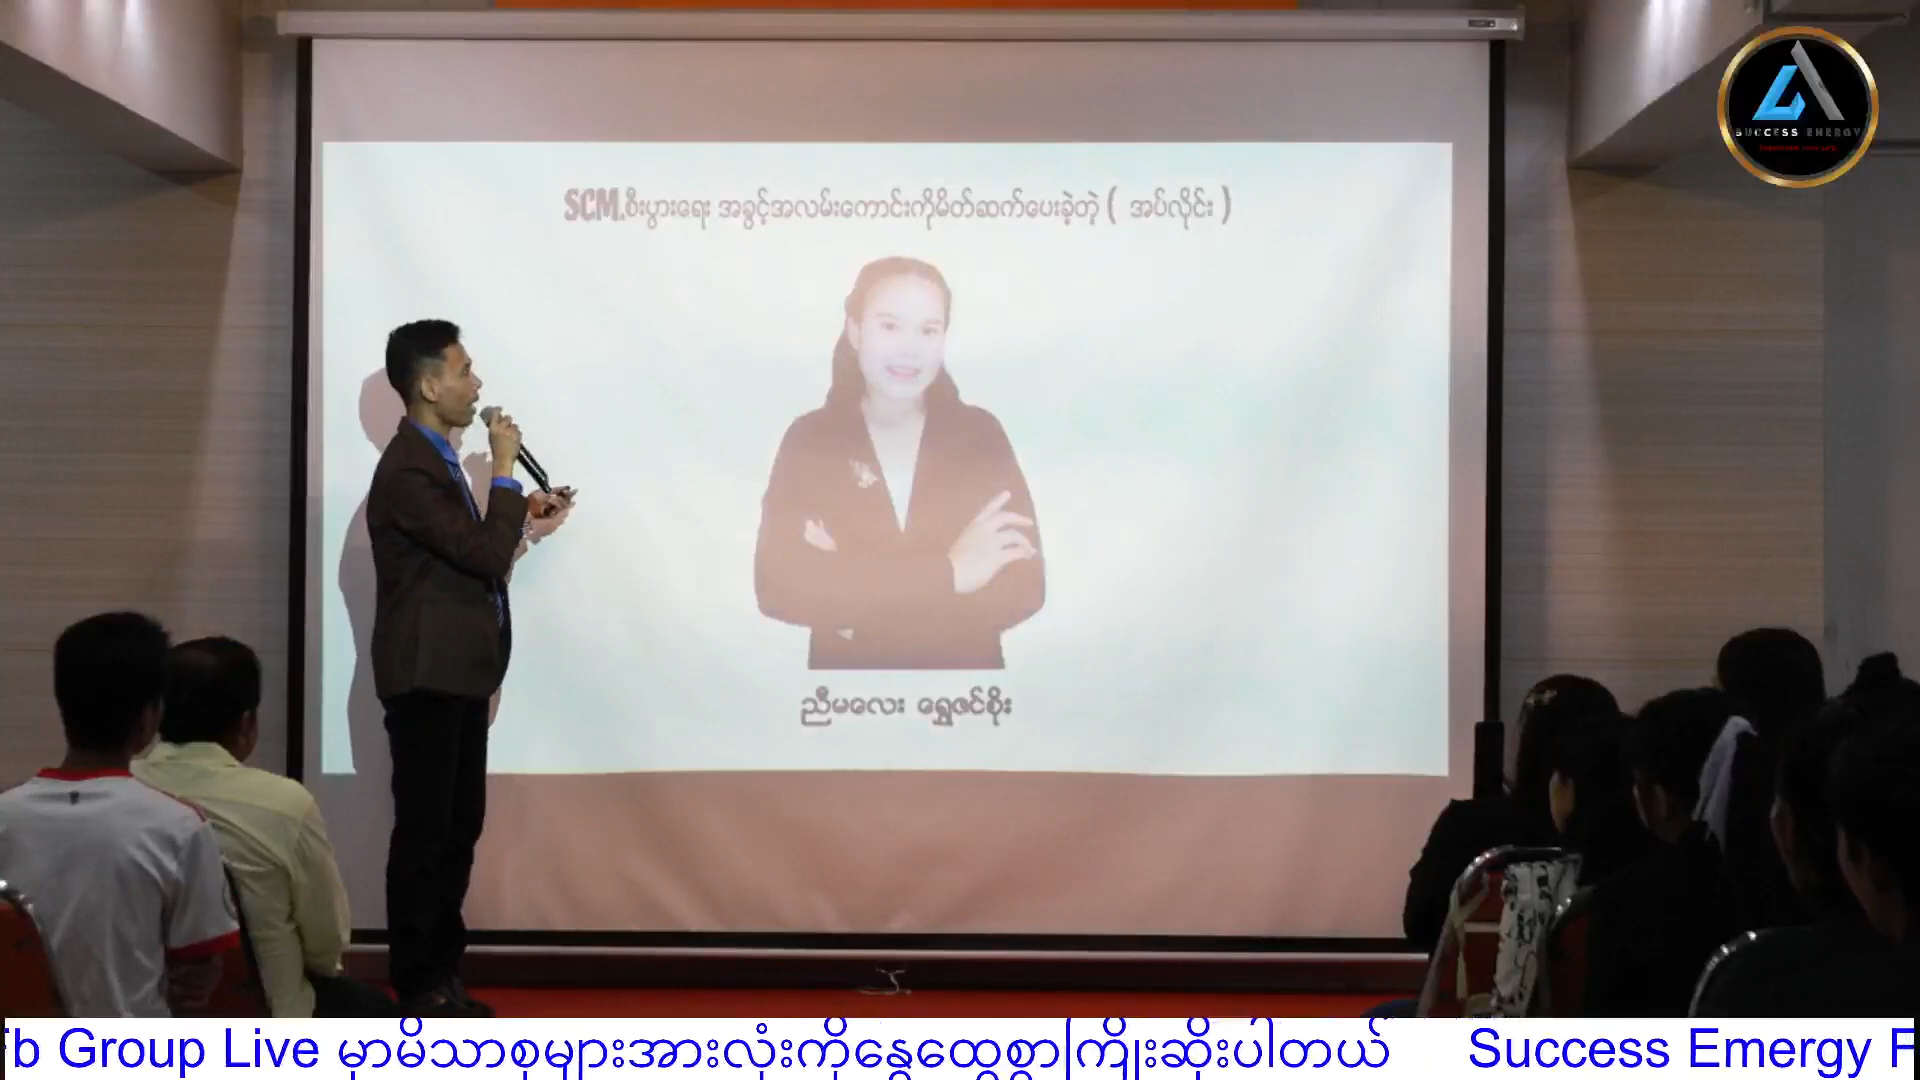 SUCCESS ENERGY
SCM.စီးပွားရေး အခွင့်အလမ်းကောင်းကိုမိတ်ဆက်ပေးခဲ့တဲ့ ( အပ်လိုင်း )
ညီမလေး ရွှေဇင်စိုး
b Group Live မှာမိသာစုများအားလုံးကိုနွေထွေစွာကြိုးဆိုးပါတယ် Success Emergy F